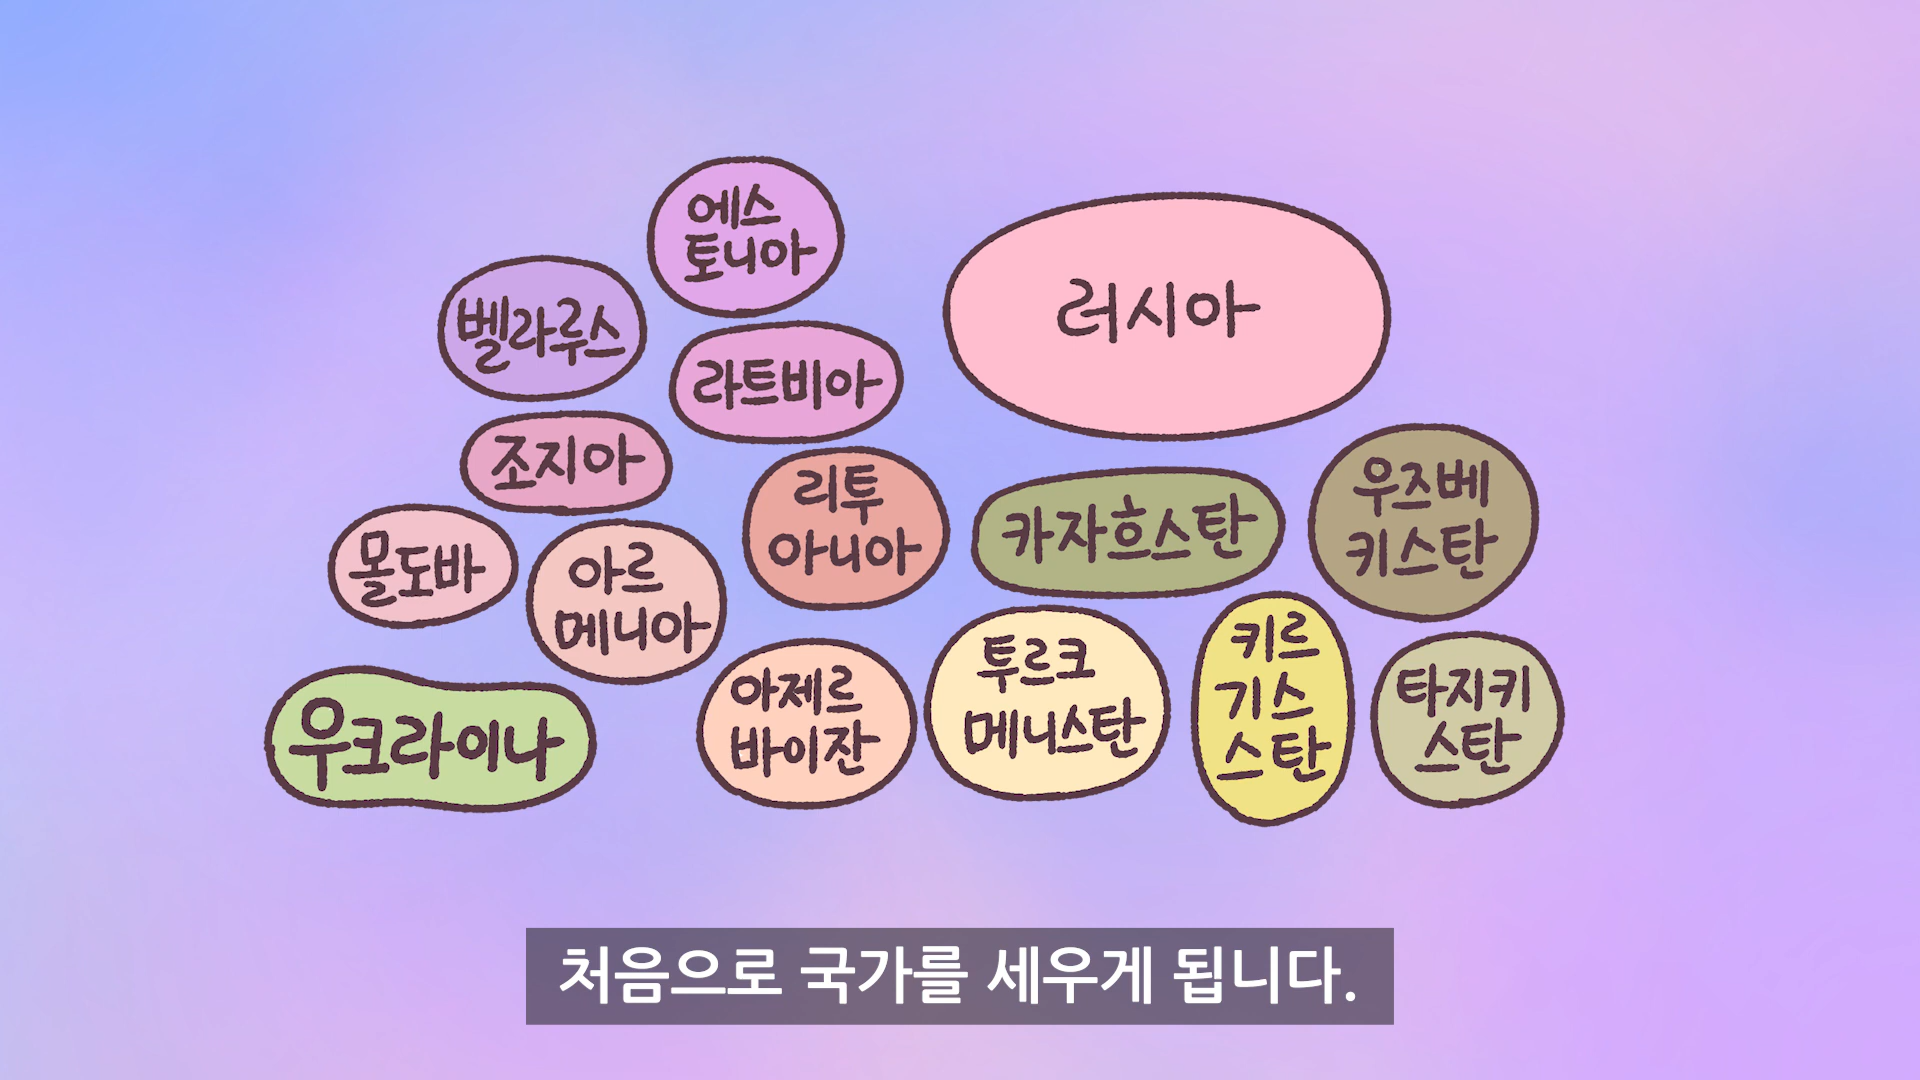 에스
토니아
러시아
벨라루스
라트비아
조지아
리투
아니아
카자흐스탄
우즈베
키스탄
몰도바
아르
메니아
우크라이나
아제르
바이잔
투르크
메니스탄
키르
기스
스탄
타지키
스탄
처음으로 국가를 세우게 됩니다.